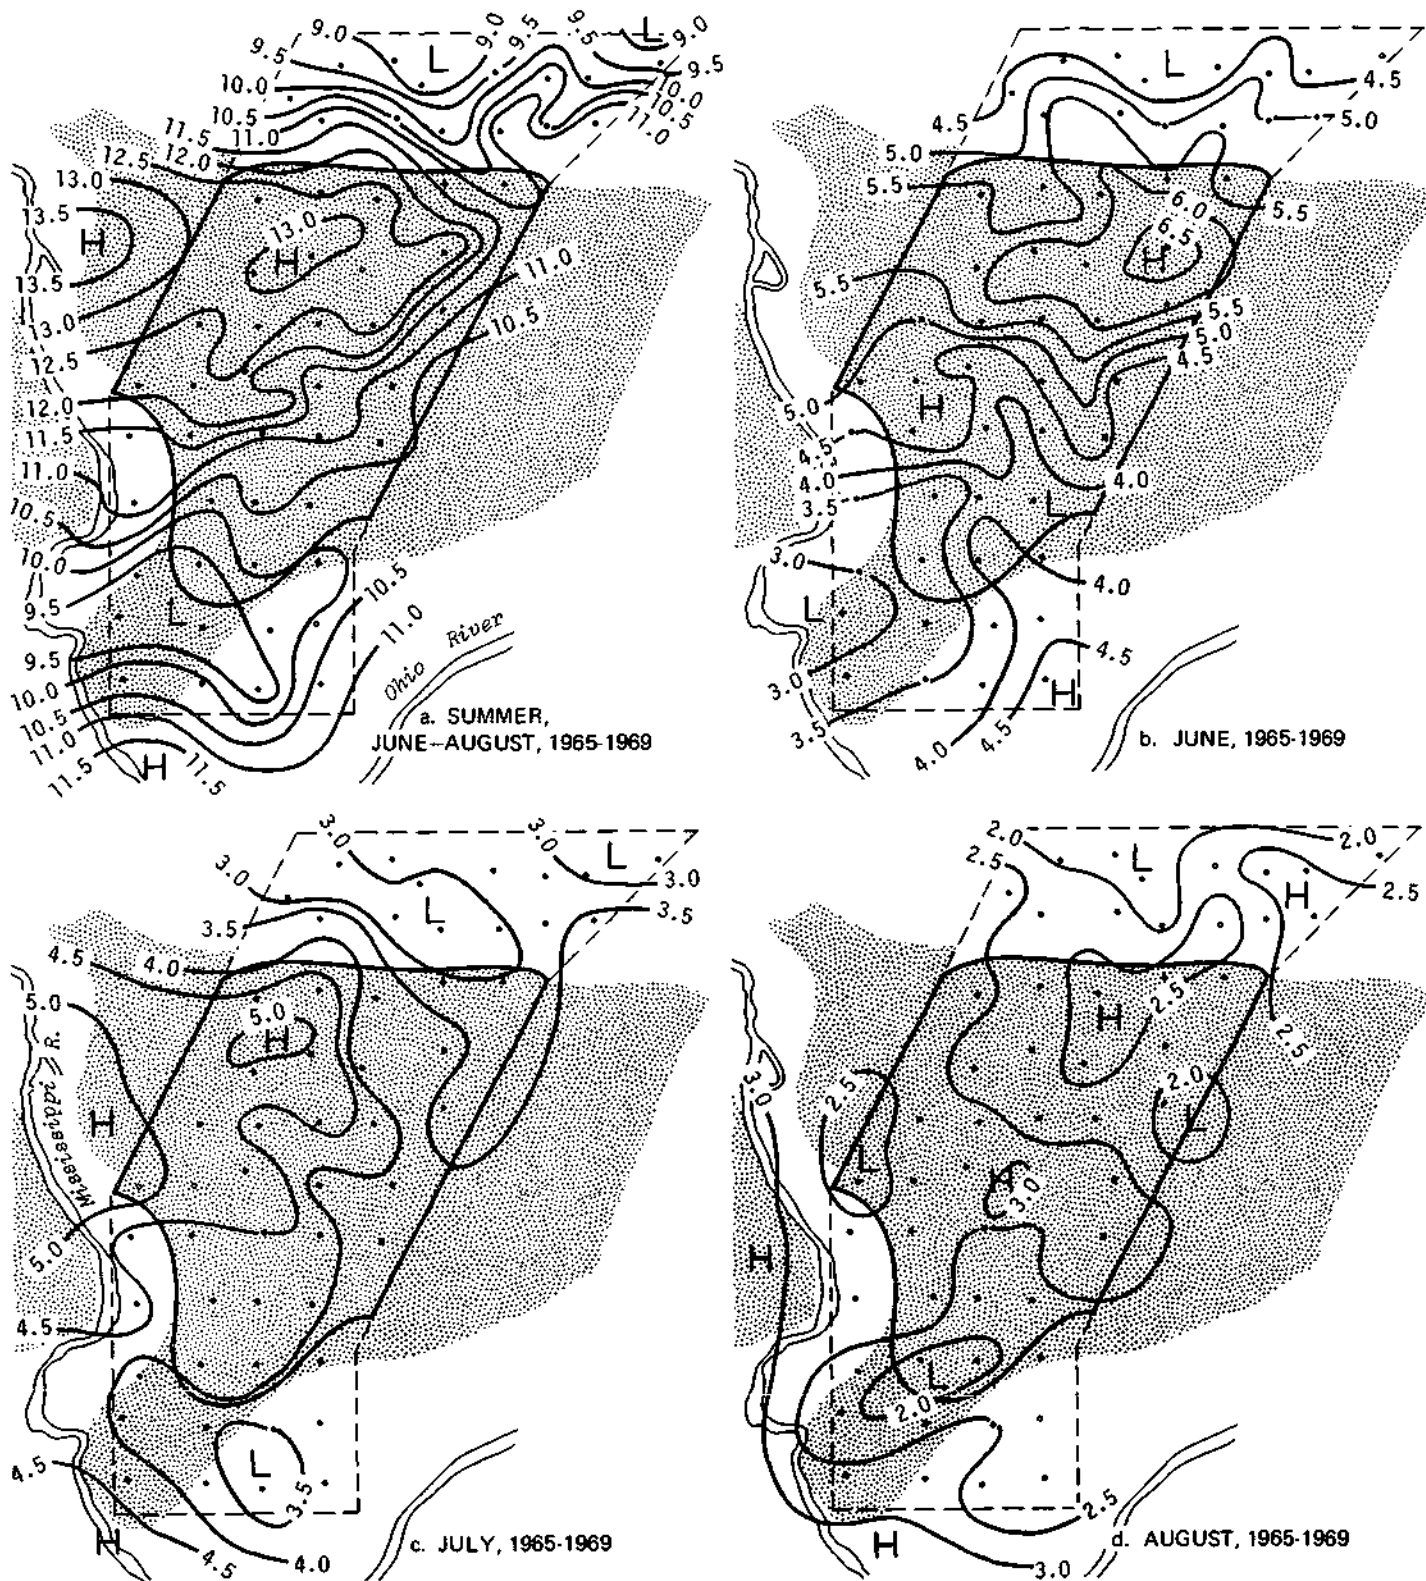 9.0
L
9.0
9.5
9.5
L
9.0
9.5
9.5
10.0
10.5
11.0
10.0
10.5
11.0
11.5
12.0
12.5
13.0
13.5
H
13.5
13.0
12.5
13.0
H
11.0
10.5
12.0
11.5
11.0
10.5
10.0
9.5
L
10.5
11.0
Ohio River
9.5
10.0
10.5
11.0
11.5
H
11.5
a. SUMMER,
JUNE-AUGUST, 1965-1969
L
4.5
4.5
5.0
5.0
5.5
5.5
6.0
6.5
H
5.5
5.5
5.0
4.5
5.0
H
4.5
4.0
3.5
4.0
L
3.0
L
4.0
4.5
H
3.0
3.5
4.0
4.5
b. JUNE, 1965-1969
3.0
3.0
L
3.0
3.0
L
3.5
3.5
4.5
4.0
5.0
5.0
H
Mississippi R.
H
5.0
4.5
L
3.5
4.5
H
4.5
4.0
c. JULY, 1965-1969
2.0
2.0
2.5
L
H
2.5
H
2.5
2.5
3.0
2.5
2.0
L
L
H
3.0
H
L
2.0
2.5
H
3.0
d. AUGUST, 1965-1969